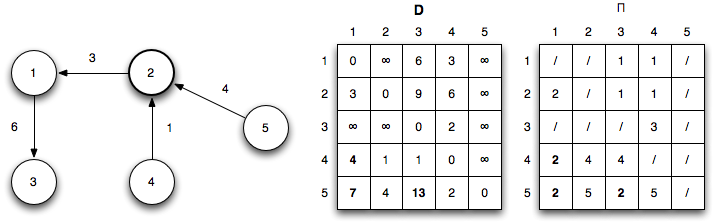 D
Π
1 2 3 4 5
1 2 3 4 5
1 0 ∞ 6 3 ∞
1 / / 1 1 /
2 3 0 9 6 ∞
2 2 / 1 1 /
3 ∞ ∞ 0 2 ∞
3 / / / 3 /
4 4 1 1 0 ∞
4 2 4 4 / /
5 7 4 13 2 0
5 2 5 2 5 /
3
1
2
4
6
1
5
3
4